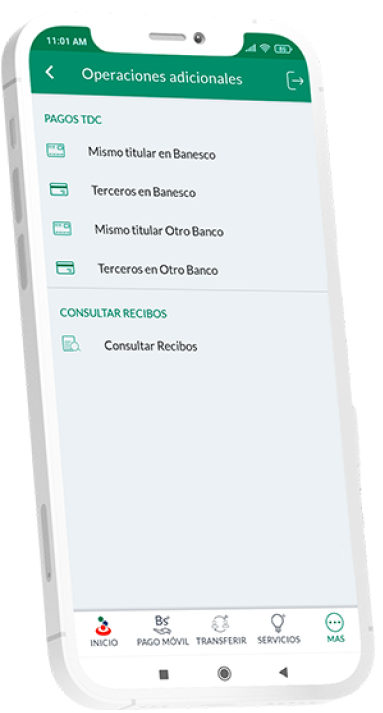 11:01 AM
Operaciones adicionales
PAGOS TDC
Mismo titular en Banesco
Terceros en Banesco
Mismo titular Otro Banco
Terceros en Otro Banco
CONSULTAR RECIBOS
Consultar Recibos
Bs
INICIO
PAGO MÓVIL
TRANSFERIR
SERVICIOS
MAS